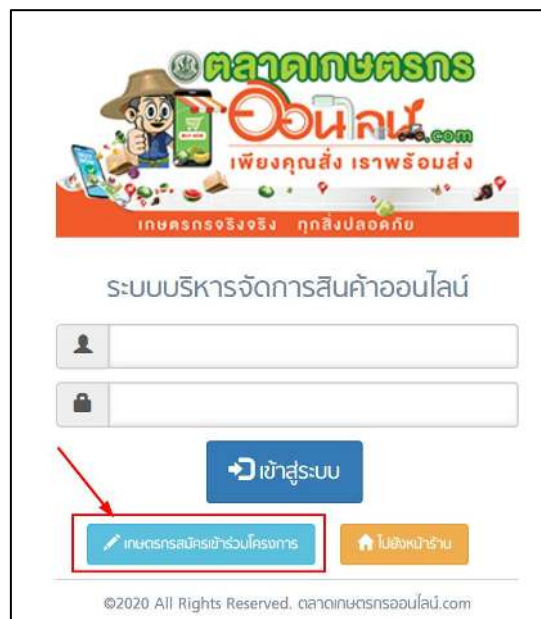 ตลาดเกษตรกร
ออนไลน์.com
BUY NOW
เพียงคุณสั่ง เราพร้อมส่ง
เกษตรกรจริงจริง ทุกสิ่งปลอดภัย
ระบบบริหารจัดการสินค้าออนไลน์
เข้าสู่ระบบ
เกษตรกรสมัครเข้าร่วมโครงการ
ไปยังหน้าร้าน
©2020 All Rights Reserved. ตลาดเกษตรกรออนไลน์.com